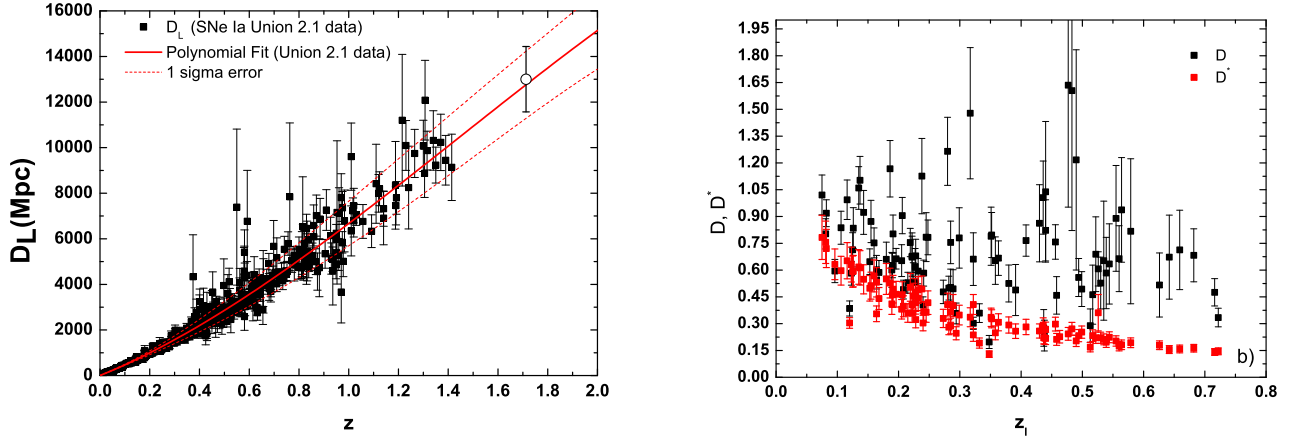 16000
14000
12000
10000
8000
6000
4000
2000
0
D_L(Mpc)
D_L (SNe Ia Union 2.1 data)
Polynomial Fit (Union 2.1 data)
1 sigma error
0.0 0.2 0.4 0.6 0.8 1.0 1.2 1.4 1.6 1.8 2.0
z
1.95
1.80
1.65
1.50
1.35
1.20
1.05
0.90
0.75
0.60
0.45
0.30
0.15
0.00
D, D*
D
D*
b)
0.0 0.1 0.2 0.3 0.4 0.5 0.6 0.7 0.8
z_l